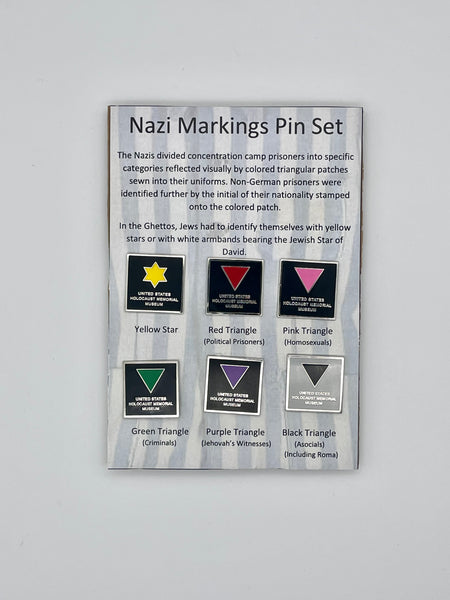 Nazi Markings Pin Set
The Nazis divided concentration camp prisoners into specific
categories reflected visually by colored triangular patches
sewn into their uniforms. Non-German prisoners were
identified further by the initial of their nationality stamped
onto the colored patch.
In the Ghettos, Jews had to identify themselves with yellow
stars or with white armbands bearing the Jewish Star of
David.
UNITED STATES
HOLOCAUST MEMORIAL
MUSEUM
UNITED STATES
HOLOCAUST MEMORIAL
MUSEUM
UNITED STATES
HOLOCAUST MEMORIAL
MUSEUM
Yellow Star
Red Triangle
(Political Prisoners)
Pink Triangle
(Homosexuals)
UNITED STATES
HOLOCAUST MEMORIAL
MUSEUM
UNITED STATES
HOLOCAUST MEMORIAL
MUSEUM
UNITED STATES
HOLOCAUST MEMORIAL
MUSEUM
Green Triangle
(Criminals)
Purple Triangle
(Jehovah's Witnesses)
Black Triangle
(Asocials)
(Including Roma)